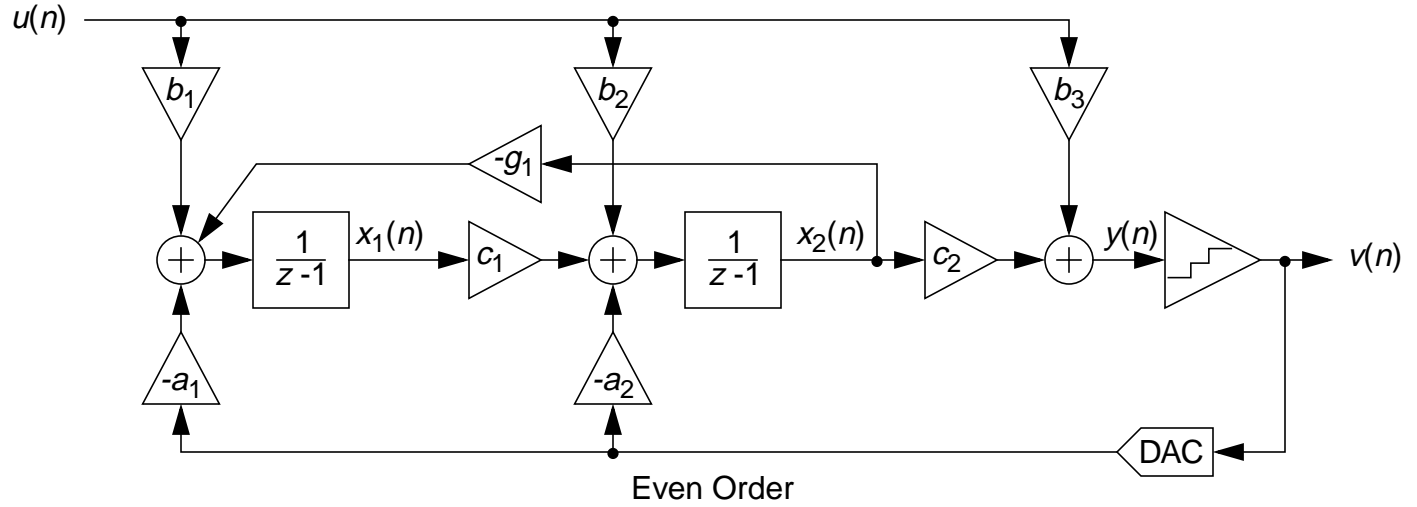 u(n)
b1 b2 b3
-g1
1 x1(n) c1 1 x2(n) c2 y(n) v(n)
z -1 z -1
-a1 -a2
DAC
Even Order